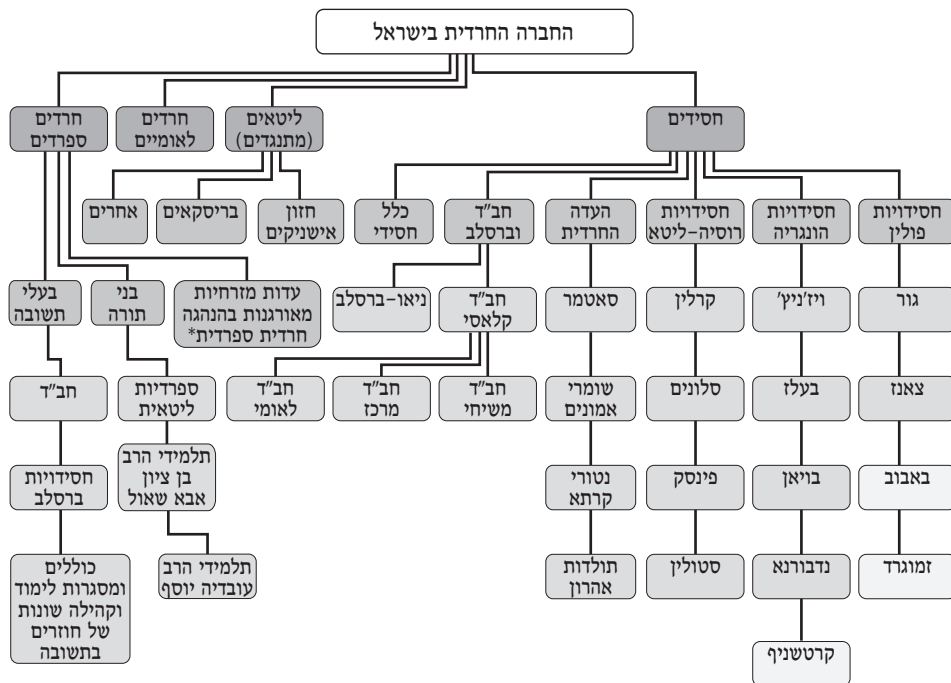 החברה החרדית בישראל
חסידים
ליטאים
(מתנגדים)
חרדים
לאומיים
חרדים
ספרדים
חסידויות
פולין
חסידויות
הונגריה
חסידויות
רוסיה-ליטא
העדה
החרדית
חב"ד
וברסלב
כלל
חסידי
חזון
אישניקים
בריסקאים
אחרים
גור
ויז'ניץ'
קרלין
סאטמר
חב"ד
קלאסי
ניאו-ברסלב
עדות מזרחיות
מאורגנות בהנהגה
חרדית ספרדית*
בני
תורה
בעלי
תשובה
צאנז
בעלז
סלונים
שומרי
אמונים
חב"ד
משיחי
חב"ד
מרכז
חב"ד
לאומי
ספרדיות
ליטאית
חב"ד
באבוב
בויאן
פינסק
נטורי
קרתא
תלמידי הרב
בן ציון
אבא שאול
חסידויות
ברסלב
זמוגרד
נדבורנא
סטולין
תולדות
אהרון
תלמידי הרב
עובדיה יוסף
כוללים
ומסגרות לימוד
וקהילה שונות
של חוזרים
בתשובה
קרטשניף